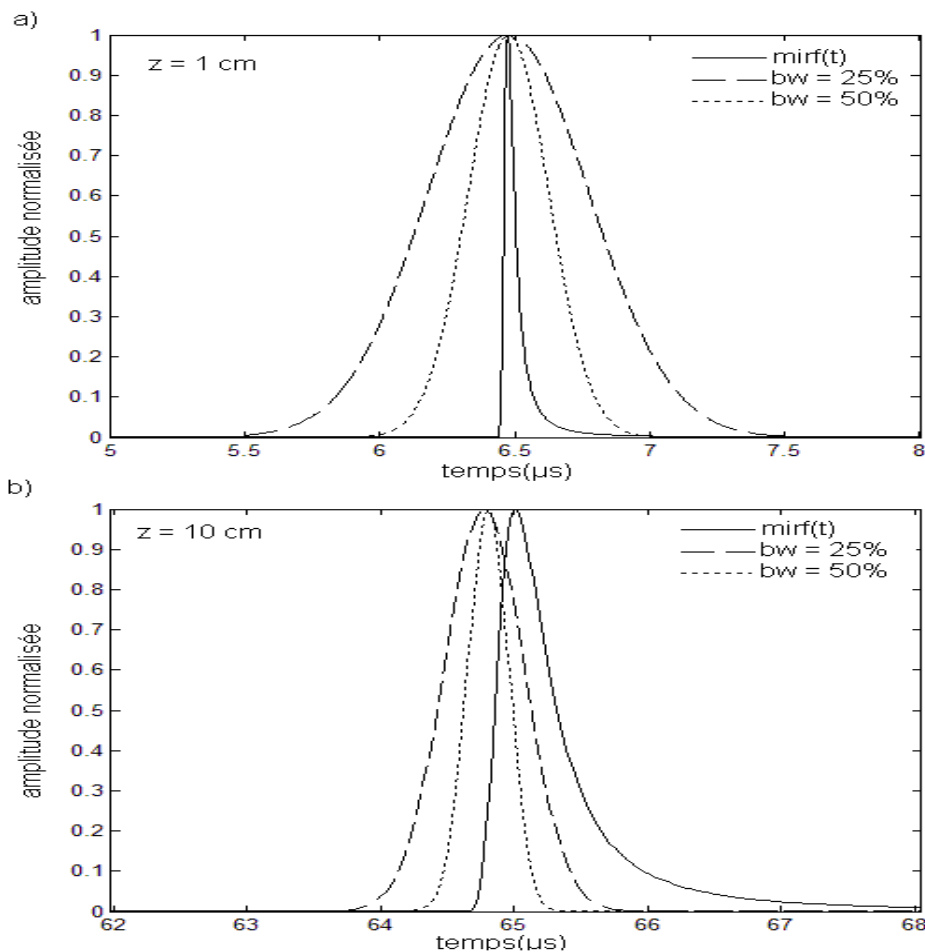 a)
z = 1 cm
mirf(t)
bw = 25%
bw = 50%
1
0.9
0.8
0.7
0.6
0.5
0.4
0.3
0.2
0.1
0
amplitude normalisée
5
5.5
6
6.5
7
7.5
8
temps(µs)
b)
z = 10 cm
mirf(t)
bw = 25%
bw = 50%
1
0.9
0.8
0.7
0.6
0.5
0.4
0.3
0.2
0.1
0
amplitude normalisée
62
63
64
65
66
67
68
temps(µs)